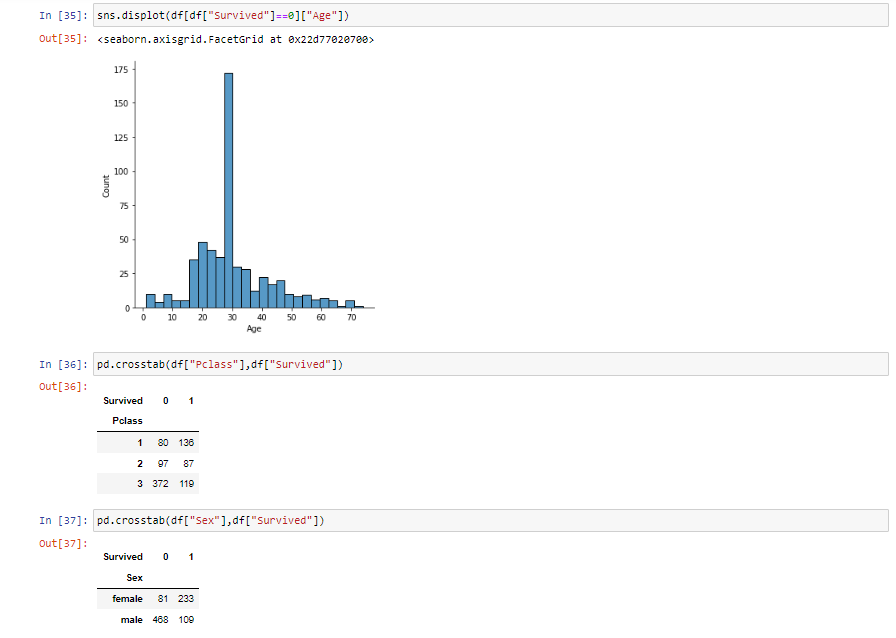 In [35]: sns.displot(df[df["Survived"]==0]["Age"])
Out[35]: <seaborn.axisgrid.FacetGrid at 0x22d77020700>
175
150
125
100
75
50
25
0
Count
0 10 20 30 40 50 60 70
Age
In [36]: pd.crosstab(df["Pclass"],df["Survived"])
Out[36]:
Survived 0 1
Pclass
1 80 136
2 97 87
3 372 119
In [37]: pd.crosstab(df["Sex"],df["Survived"])
Out[37]:
Survived 0 1
Sex
female 81 233
male 468 109